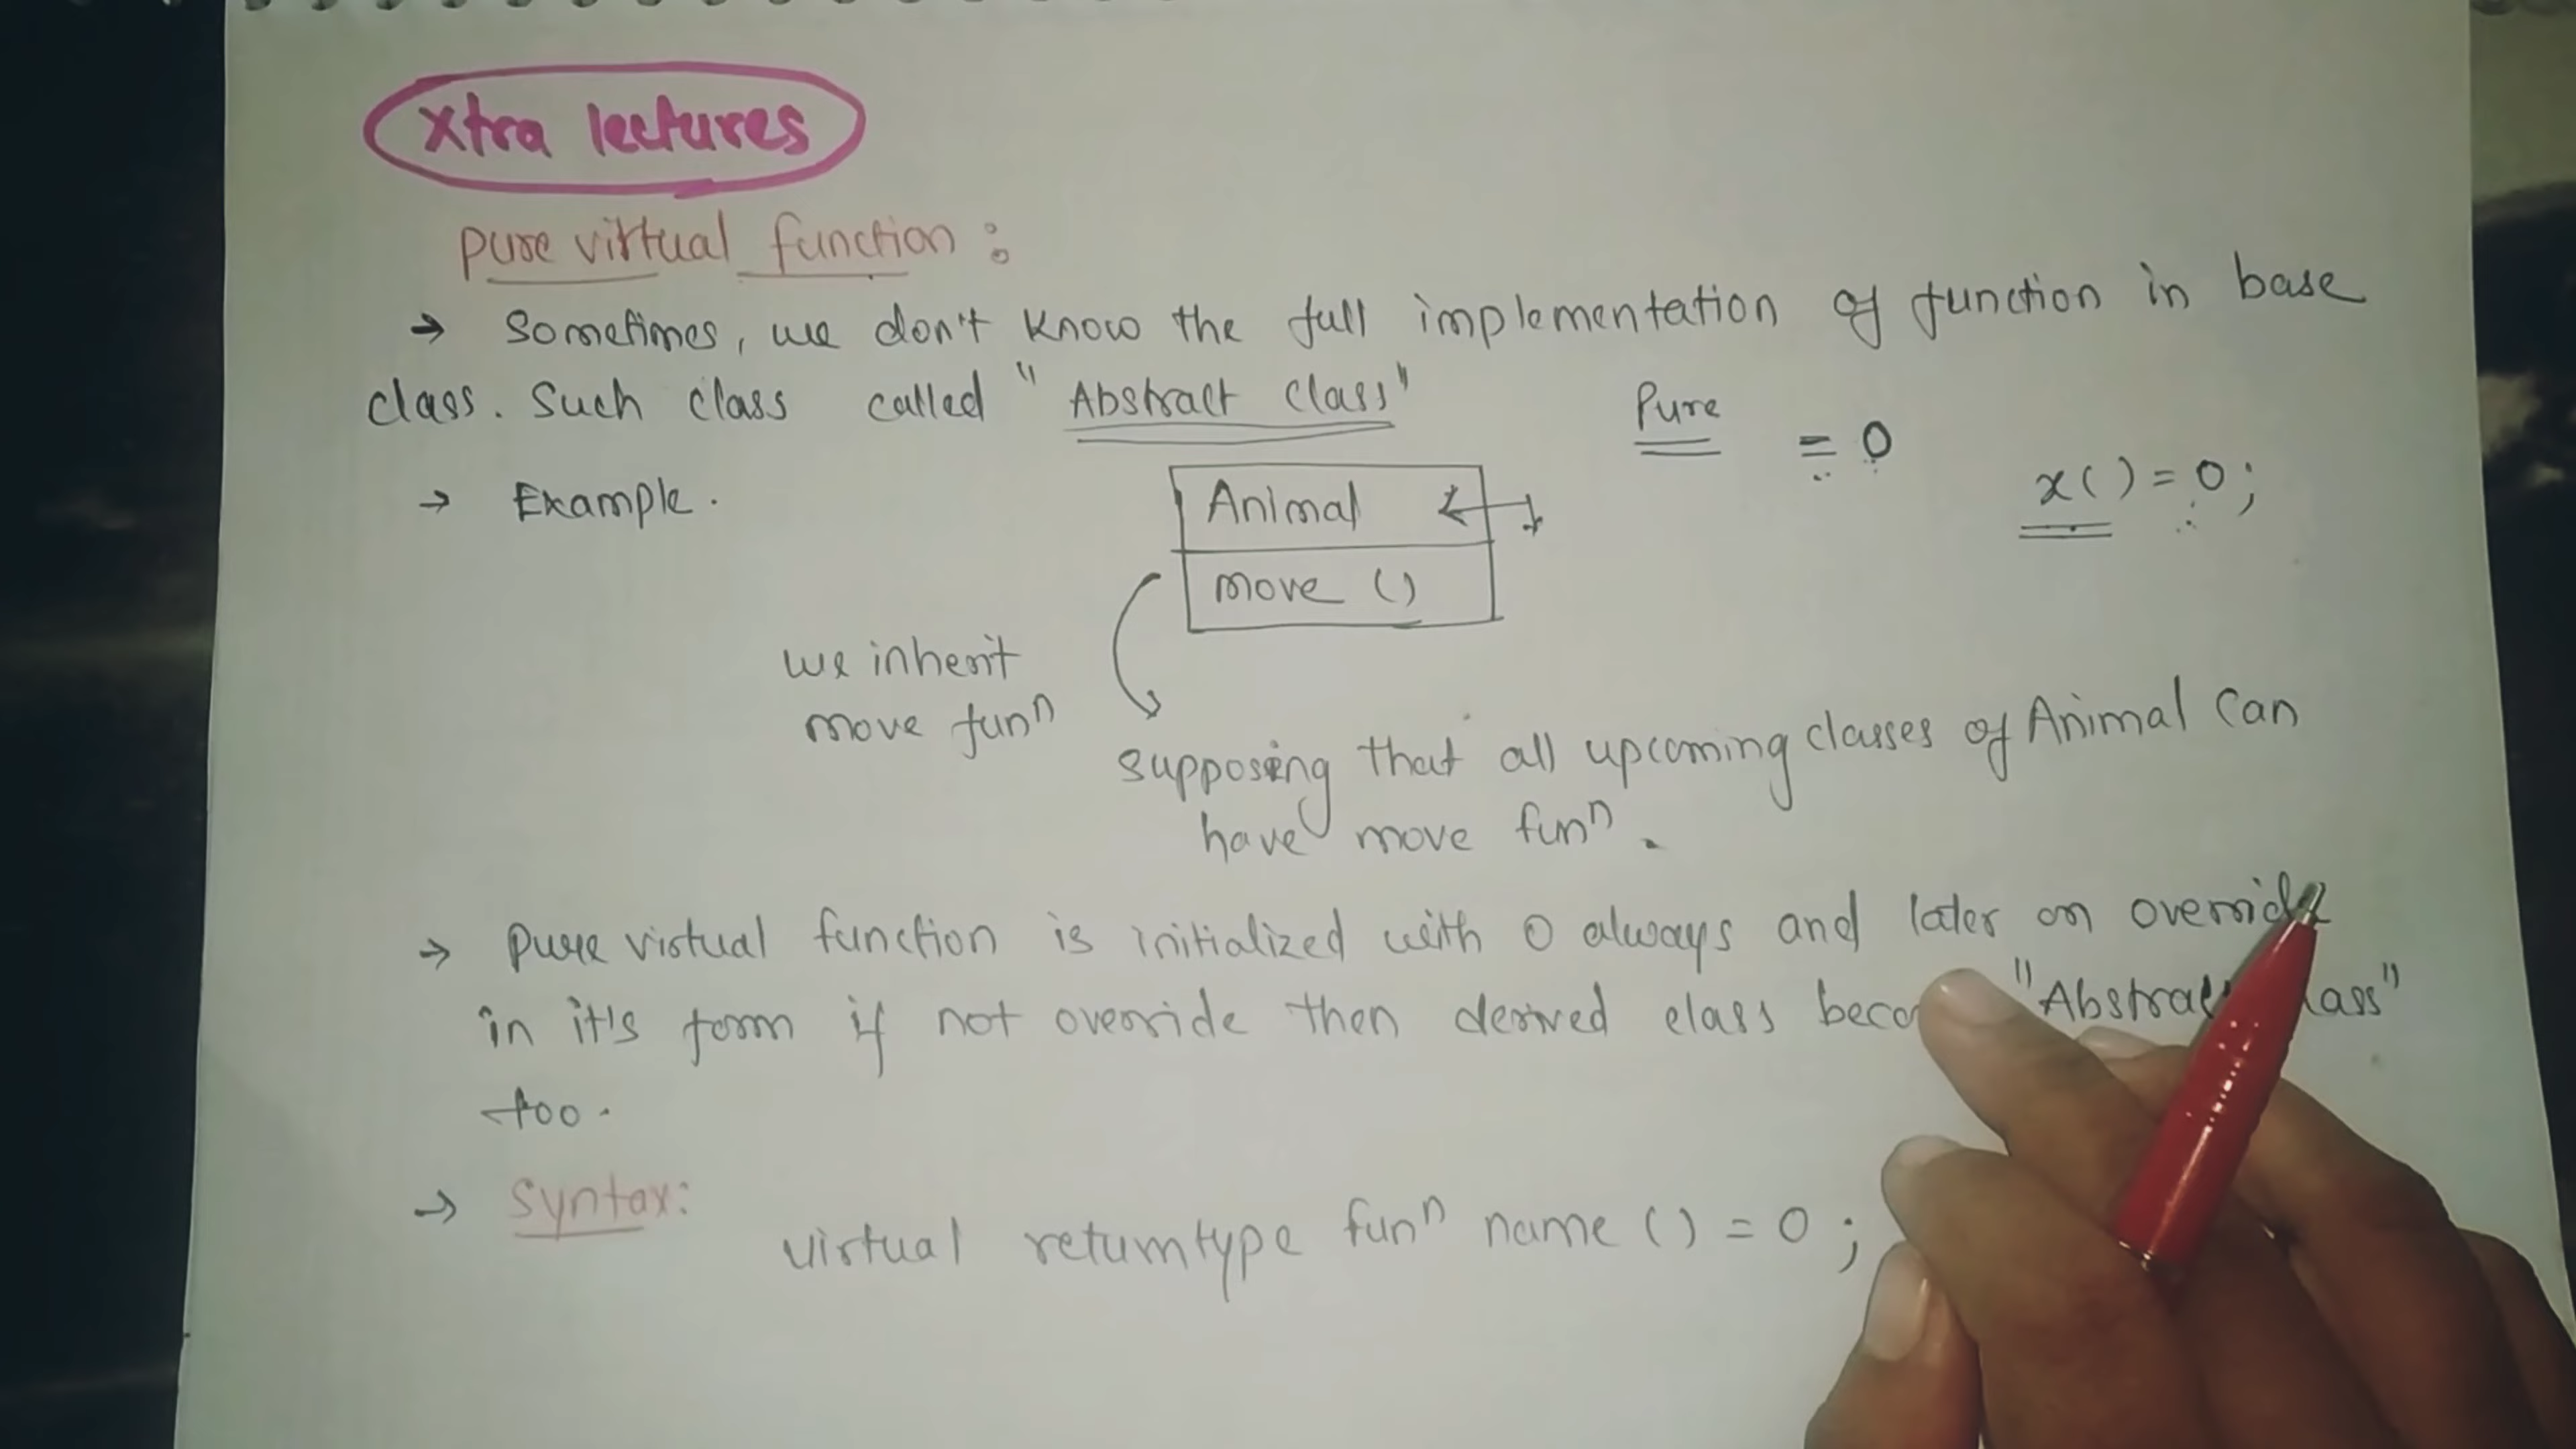 Xtra lectures
Pure virtual function :
→ Sometimes, we don't know the full implementation of function in base
class. Such class called "Abstract class"
Pure = 0
x() = 0;
→ Example.
Animal
move ()
we inherit
move funⁿ
supposing that all upcoming classes of Animal can
have move funⁿ.
→ Pure virtual function is initialized with 0 always and later on override
in it's form if not override then derived class "Abstract class"
too.
→ Syntax:
virtual returntype funⁿ name () = 0 ;